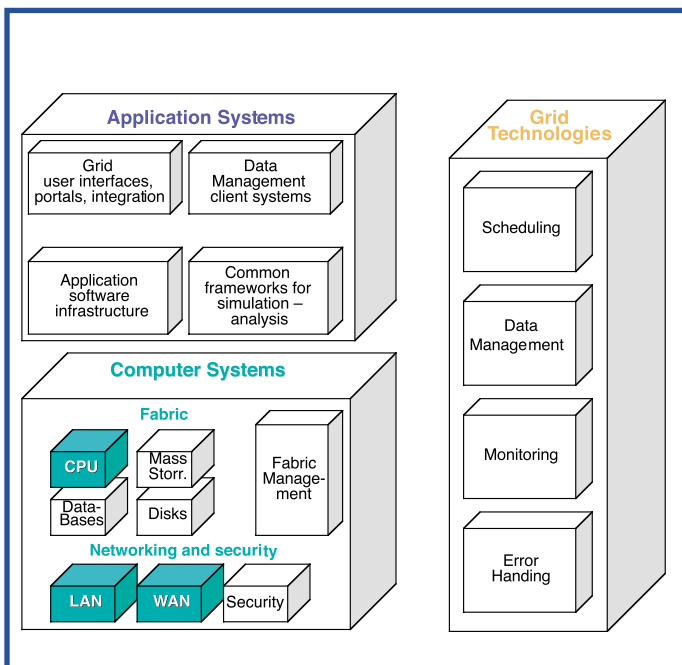 Application Systems
Grid
user interfaces,
portals, integration
Data
Management
client systems
Application
software
infrastructure
Common
frameworks for
simulation –
analysis
Computer Systems
Fabric
CPU
Mass
Storr.
Data-
Bases
Disks
Fabric
Manage-
ment
Networking and security
LAN
WAN
Security
Grid
Technologies
Scheduling
Data
Management
Monitoring
Error
Handing